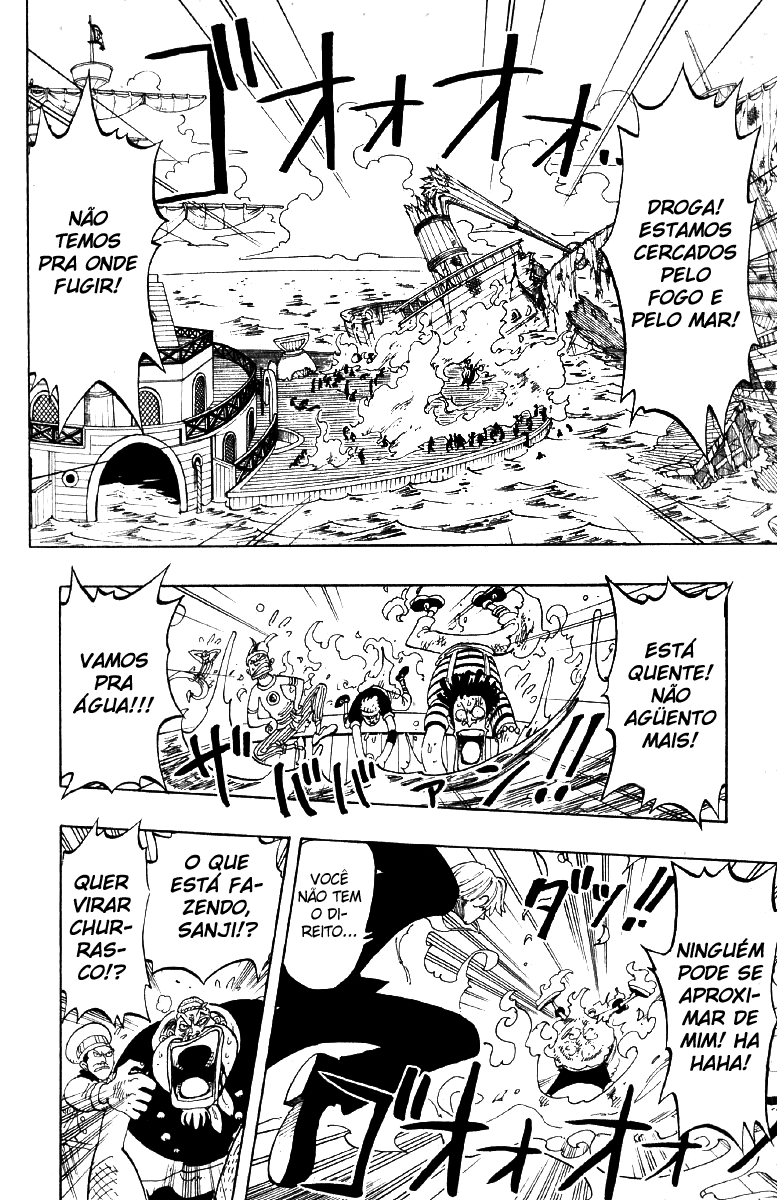 ゴオオオオ..
DROGA!
ESTAMOS
CERCADOS
PELO
FOGO E
PELO MAR!
NÃO
TEMOS
PRA ONDE
FUGIR!
ESTÁ
QUENTE!
NÃO
AGÜENTO
MAIS!
VAMOS
PRA
ÁGUA!!!
ザババァン!!
NINGUÉM
PODE SE
APROXI-
MAR DE
MIM! HA
HAHA!
ダン!!
VOCÊ
NÃO TEM
O DI-
REITO...
ゴオオオ
O QUE
ESTÁ FA-
ZENDO,
SANJI!?
QUER
VIRAR
CHUR-
RAS-
CO!?